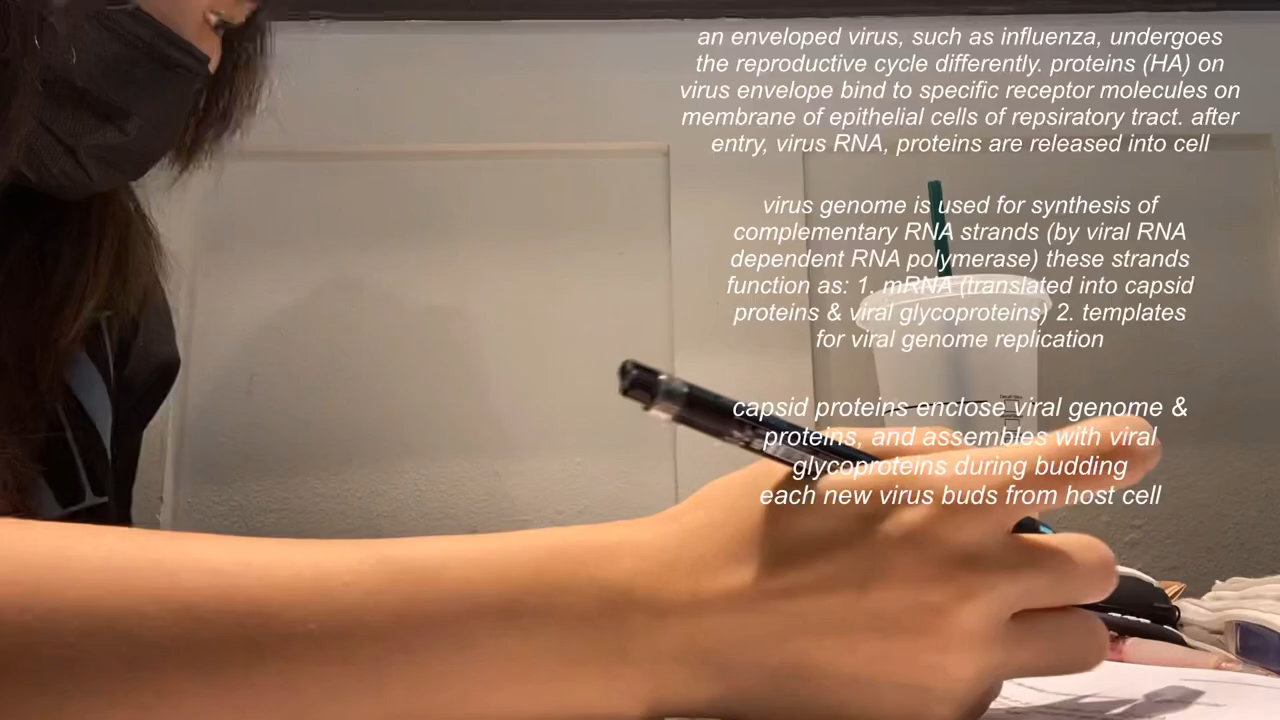 an enveloped virus, such as influenza, undergoes
the reproductive cycle differently. proteins (HA) on
virus envelope bind to specific receptor molecules on
membrane of epithelial cells of repsiratory tract. after
entry, virus RNA, proteins are released into cell
virus genome is used for synthesis of
complementary RNA strands (by viral RNA
dependent RNA polymerase) these strands
function as: 1. mRNA (translated into capsid
proteins & viral glycoproteins) 2. templates
for viral genome replication
capsid proteins enclose viral genome &
proteins, and assembles with viral
glycoproteins during budding
each new virus buds from host cell